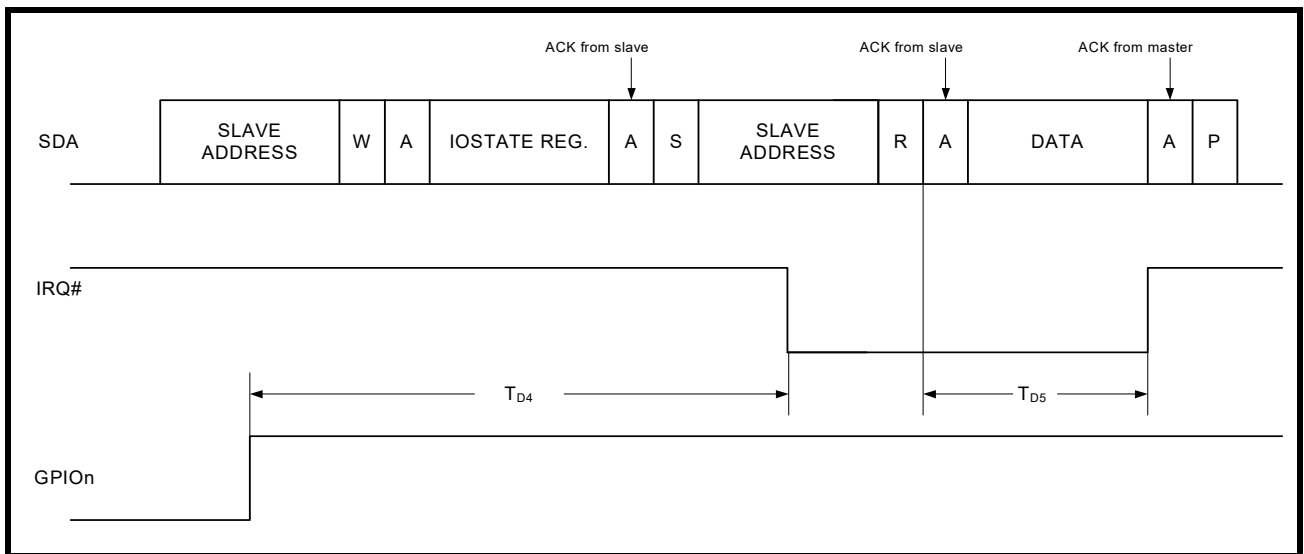 ACK from slave
ACK from slave
ACK from master
SDA
SLAVE
ADDRESS
W
A
IOSTATE REG.
A
S
SLAVE
ADDRESS
R
A
DATA
A
P
IRQ#
TD4
TD5
GPIOn